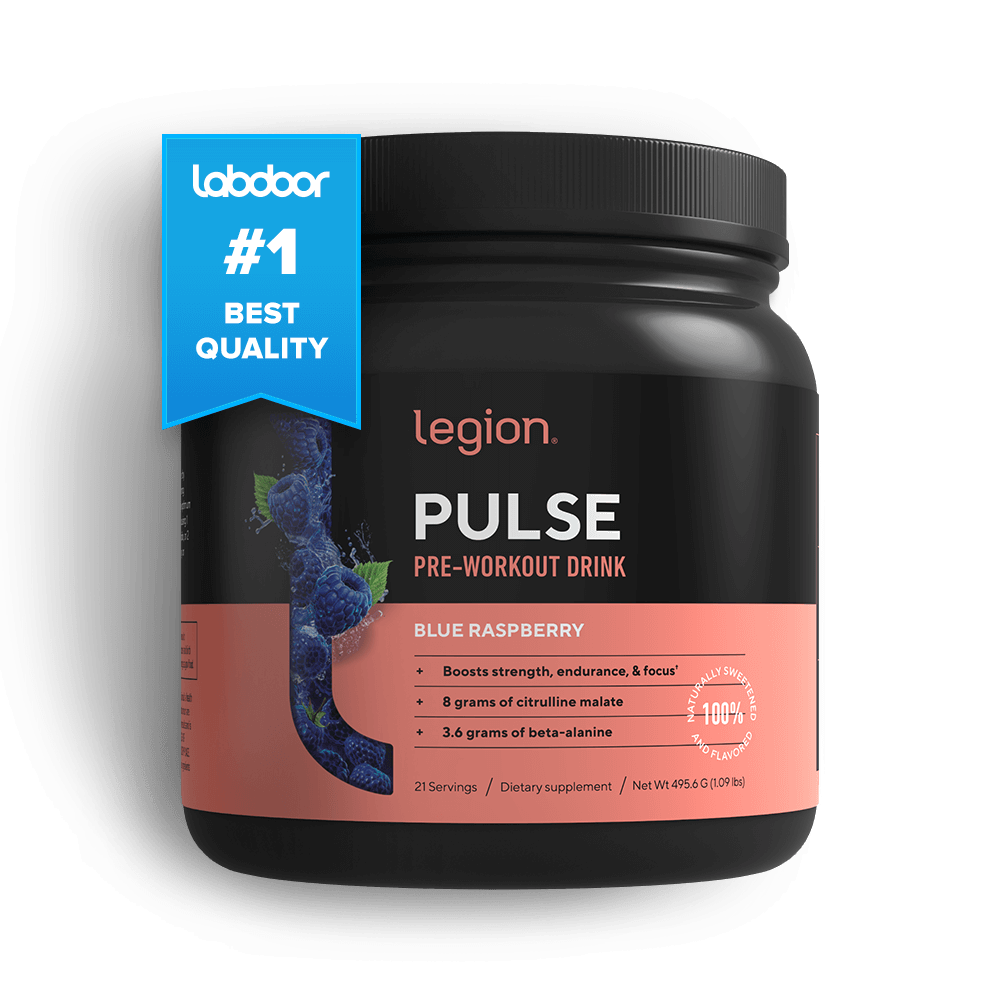 labdoor
#1
BEST
QUALITY
legion®
PULSE
PRE-WORKOUT DRINK
BLUE RASPBERRY
+ Boosts strength, endurance, & focus†
+ 8 grams of citrulline malate
+ 3.6 grams of beta-alanine
NATURALLY SWEETENED
100%
AND FLAVORED
21 Servings / Dietary supplement / Net Wt 495.6 G (1.09 lbs)